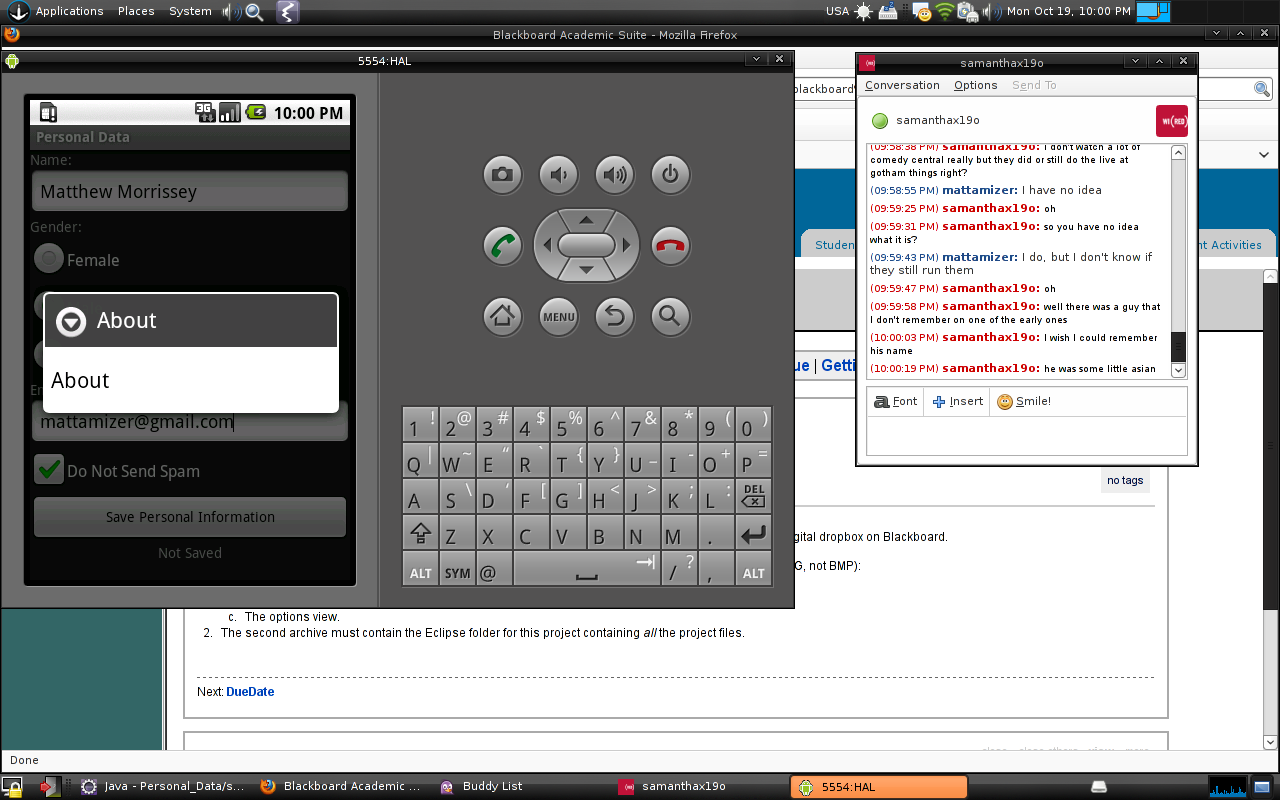 Applications Places System
USA Mon Oct 19, 10:00 PM
Blackboard Academic Suite - Mozilla Firefox
5554:HAL
3G 10:00 PM
Personal Data
Name:
Matthew Morrissey
Gender:
Female
About
About
mattamizer@gmail.com
Do Not Send Spam
Save Personal Information
Not Saved
MENU
1 ! 2 @ 3 # 4 $ 5 % 6 ^ 7 & 8 * 9 ( 0 )
Q | W ~ E “ R ` T { Y } U _ I - O + P =
A S \ D ‘ F [ G ] H < J > K ; L : DEL
Z X C V B N M .
ALT SYM @ / ? , ALT
samanthax19o
Conversation Options Send To
samanthax19o
WI (RED)
(09:58:38 PM) samanthax19o: I don't watch a lot of
comedy central really but they did or still do the live at
gotham things right?
(09:58:55 PM) mattamizer: I have no idea
(09:59:25 PM) samanthax19o: oh
(09:59:31 PM) samanthax19o: so you have no idea
what it is?
(09:59:43 PM) mattamizer: I do, but I don't know if
they still run them
(09:59:47 PM) samanthax19o: oh
(09:59:58 PM) samanthax19o: well there was a guy that
I don't remember on one of the early ones
(10:00:03 PM) samanthax19o: I wish I could remember
his name
(10:00:19 PM) samanthax19o: he was some little asian
Font Insert Smile!
blackboard
Studen
nt Activities
ue | Getti
no tags
gital dropbox on Blackboard.
G, not BMP):
c. The options view.
2. The second archive must contain the Eclipse folder for this project containing all the project files.
Next: DueDate
Done
Java - Personal_Data/s... Blackboard Academic ... Buddy List samanthax19o 5554:HAL